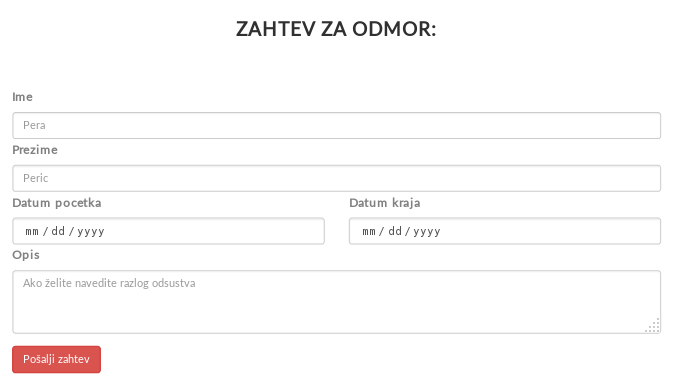 ZAHTEV ZA ODMOR:
Ime
Pera
Prezime
Peric
Datum pocetka
Datum kraja
mm / dd / yyyy
mm / dd / yyyy
Opis
Ako želite navedite razlog odsustva
Pošalji zahtev